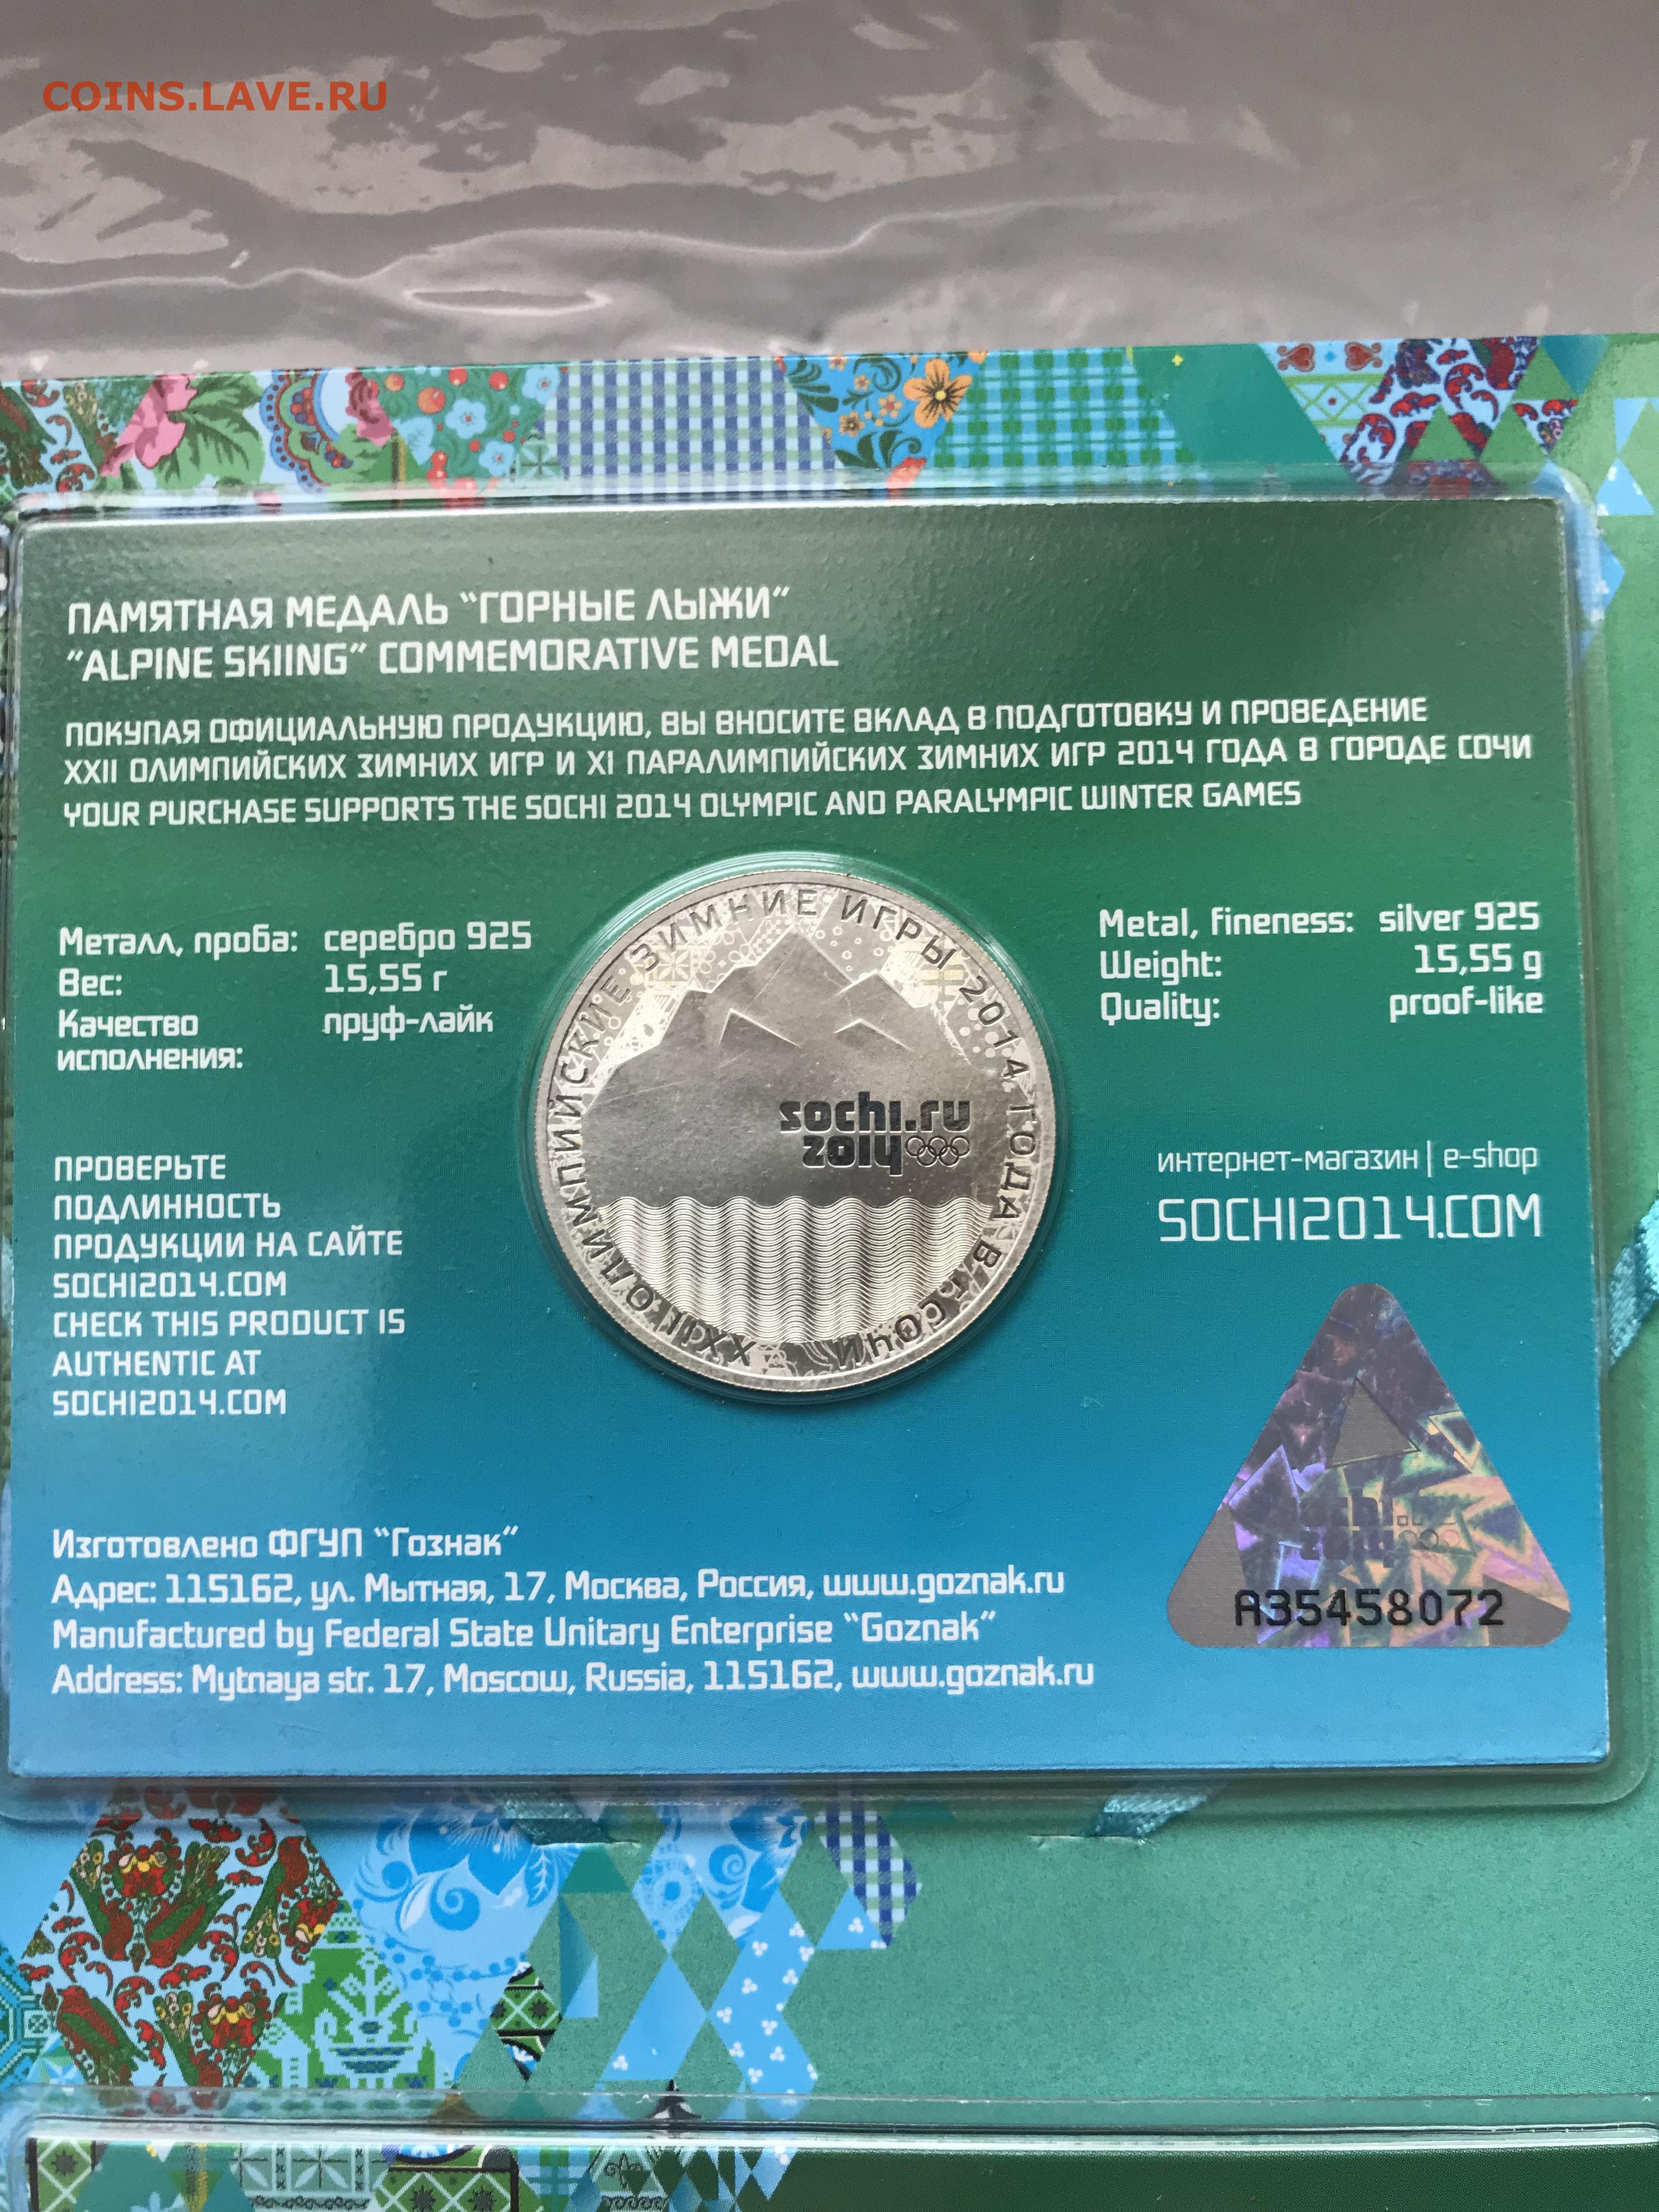 COINS.LAVE.RU
ПАМЯТНАЯ МЕДАЛЬ “ГОРНЫЕ ЛЫЖИ”
“ALPINE SKIING” COMMEMORATIVE MEDAL
ПОКУПАЯ ОФИЦИАЛЬНУЮ ПРОДУКЦИЮ, ВЫ ВНОСИТЕ ВКЛАД В ПОДГОТОВКУ И ПРОВЕДЕНИЕ
XXII ОЛИМПИЙСКИХ ЗИМНИХ ИГР И XI ПАРАЛИМПИЙСКИХ ЗИМНИХ ИГР 2014 ГОДА В ГОРОДЕ СОЧИ
YOUR PURCHASE SUPPORTS THE SOCHI 2014 OLYMPIC AND PARALYMPIC WINTER GAMES
Металл, проба: серебро 925
Вес: 15,55 г
Качество исполнения: пруф-лайк
XXII ОЛИМПИЙСКИЕ ЗИМНИЕ ИГРЫ 2014 ГОДА В Г. СОЧИ
sochi.ru
2014
Metal, fineness: silver 925
Weight: 15,55 g
Quality: proof-like
ПРОВЕРЬТЕ
ПОДЛИННОСТЬ
ПРОДУКЦИИ НА САЙТЕ
SOCHI2014.COM
CHECK THIS PRODUCT IS
AUTHENTIC AT
SOCHI2014.COM
интернет-магазин | e-shop
SOCHI2014.COM
sochi.ru
2014
A35458072
Изготовлено ФГУП “Гознак”
Адрес: 115162, ул. Мытная, 17, Москва, Россия, www.goznak.ru
Manufactured by Federal State Unitary Enterprise “Goznak”
Address: Mytnaya str. 17, Moscow, Russia, 115162, www.goznak.ru